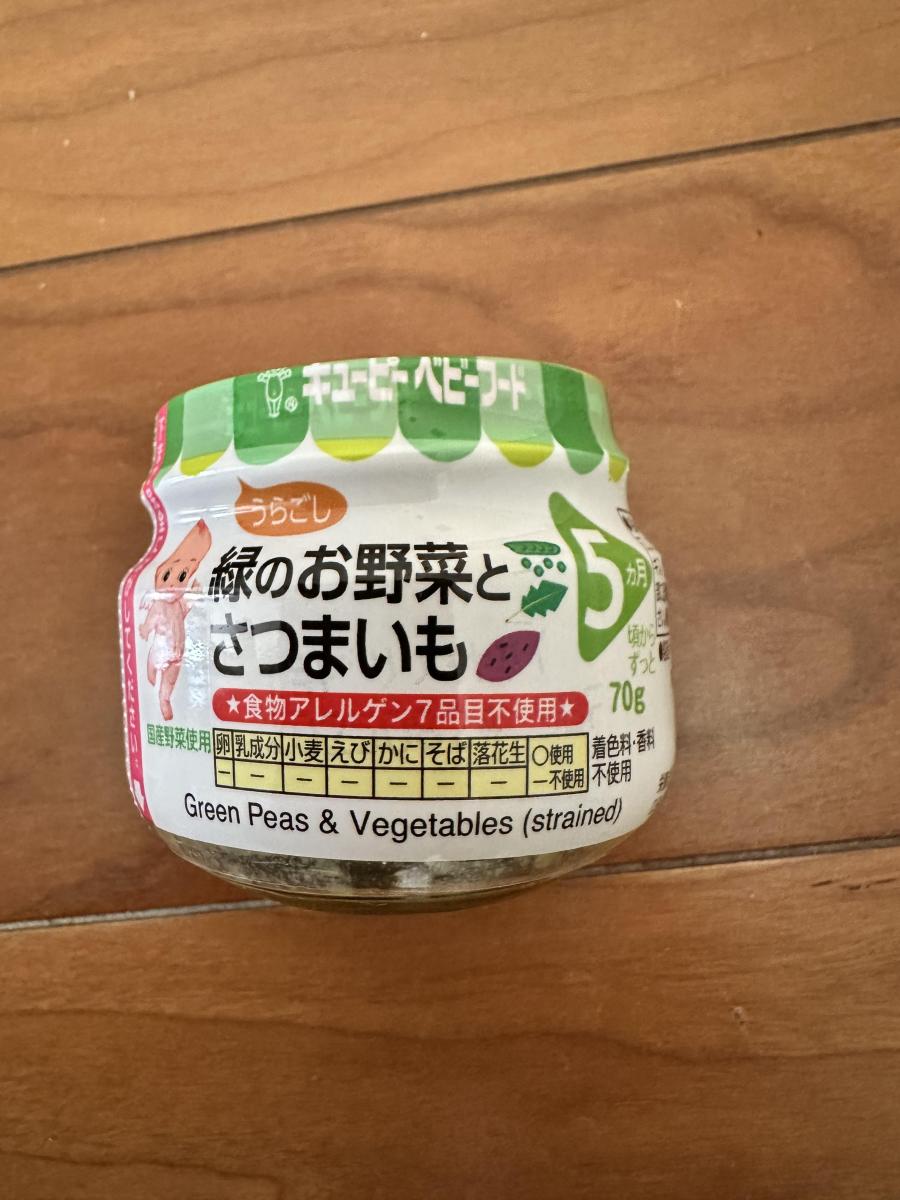 キユーピー ベビーフード
うらごし
緑のお野菜と
さつまいも
5
ヵ月
頃から
ずっと
70g
★食物アレルゲン7品目不使用★
国産野菜使用
卵 乳成分 小麦 えび かに そば 落花生 ○使用
− − − − − − − −不使用
着色料・香料
不使用
Green Peas & Vegetables (strained)